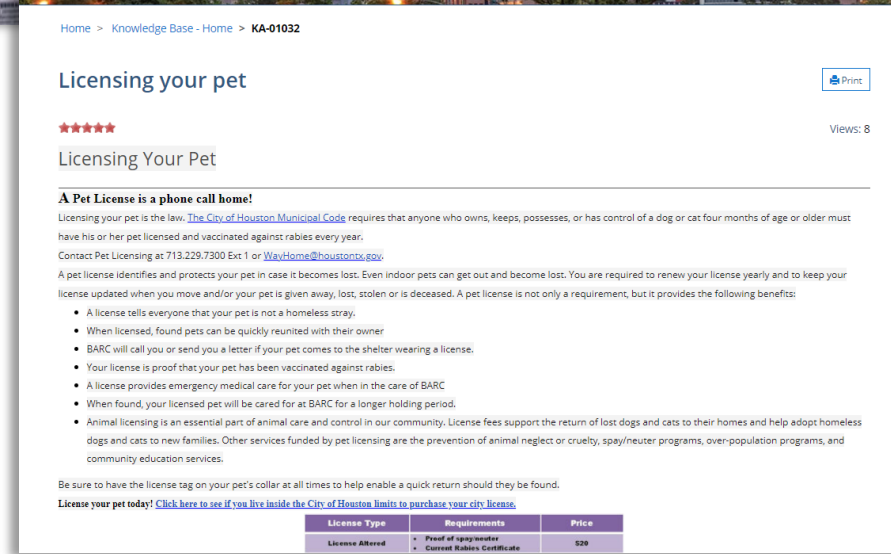 Home > Knowledge Base - Home > KA-01032
Licensing your pet
Print
Views: 8
Licensing Your Pet
A Pet License is a phone call home!
Licensing your pet is the law. The City of Houston Municipal Code requires that anyone who owns, keeps, possesses, or has control of a dog or cat four months of age or older must
have his or her pet licensed and vaccinated against rabies every year.
Contact Pet Licensing at 713.229.7300 Ext 1 or WayHome@houstontx.gov.
A pet license identifies and protects your pet in case it becomes lost. Even indoor pets can get out and become lost. You are required to renew your license yearly and to keep your
license updated when you move and/or your pet is given away, lost, stolen or is deceased. A pet license is not only a requirement, but it provides the following benefits:
• A license tells everyone that your pet is not a homeless stray.
• When licensed, found pets can be quickly reunited with their owner
• BARC will call you or send you a letter if your pet comes to the shelter wearing a license.
• Your license is proof that your pet has been vaccinated against rabies.
• A license provides emergency medical care for your pet when in the care of BARC
• When found, your licensed pet will be cared for at BARC for a longer holding period.
• Animal licensing is an essential part of animal care and control in our community. License fees support the return of lost dogs and cats to their homes and help adopt homeless
dogs and cats to new families. Other services funded by pet licensing are the prevention of animal neglect or cruelty, spay/neuter programs, over-population programs, and
community education services.
Be sure to have the license tag on your pet's collar at all times to help enable a quick return should they be found.
License your pet today! Click here to see if you live inside the City of Houston limits to purchase your city license.
License Type Requirements Price
• Proof of spay/neuter
License Altered $20
• Current Rabies Certificate